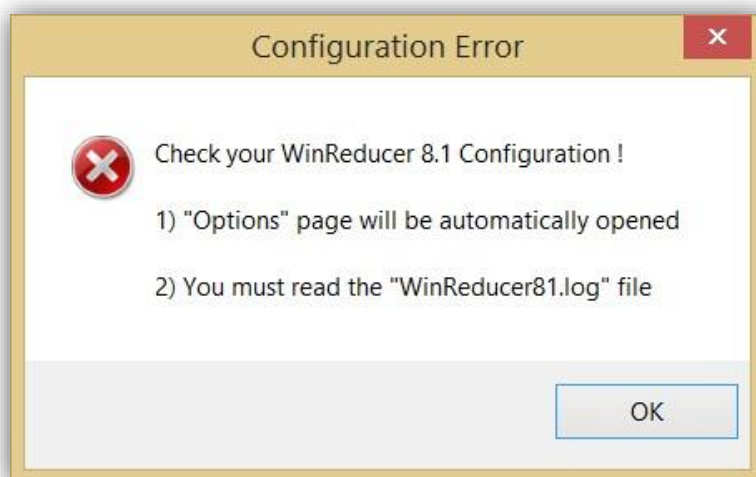 Configuration Error
Check your WinReducer 8.1 Configuration !
1) "Options" page will be automatically opened
2) You must read the "WinReducer81.log" file
OK